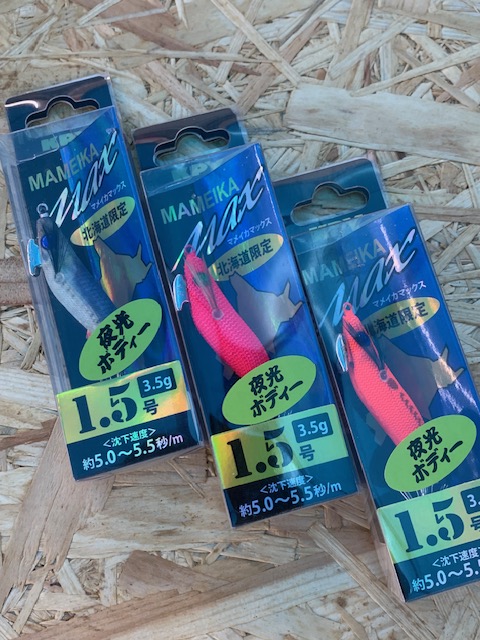 MAMEIKA
max
マメイカマックス
北海道限定
夜光
ボディー
1.5号
3.5g
<沈下速度>
約5.0〜5.5秒/m
MAMEIKA
max
マメイカマックス
北海道限定
夜光
ボディー
1.5号
3.5g
<沈下速度>
約5.0〜5.5秒/m
MAMEIKA
max
マメイカマックス
海道限定
夜光
ボディー
1.5号
3.
<沈下速度>
約5.0〜5.5